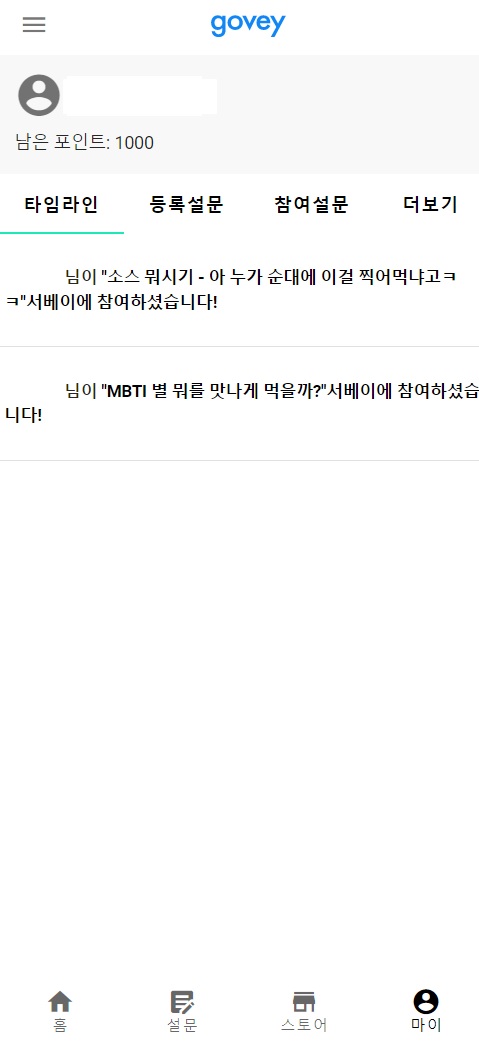 govey
남은 포인트: 1000
타임라인 등록설문 참여설문 더보기
님이 "소스 뭐시기 - 아 누가 순대에 이걸 찍어먹냐고ㅋ
ㅋ"서베이에 참여하셨습니다!
님이 "MBTI 별 뭐를 맛나게 먹을까?"서베이에 참여하셨습
니다!
홈 설문 스토어 마이